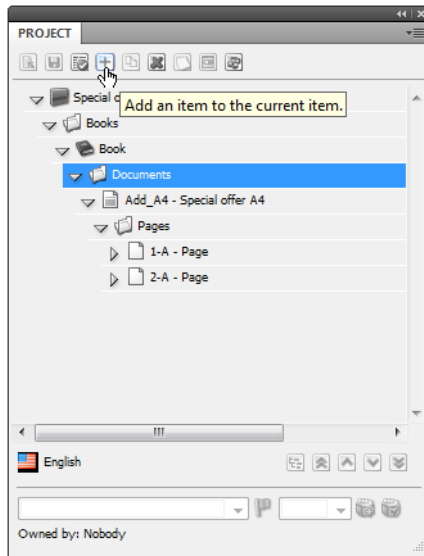 PROJECT
Special o
Add an item to the current item.
Books
Book
Documents
Add_A4 - Special offer A4
Pages
1-A - Page
2-A - Page
English
Owned by: Nobody